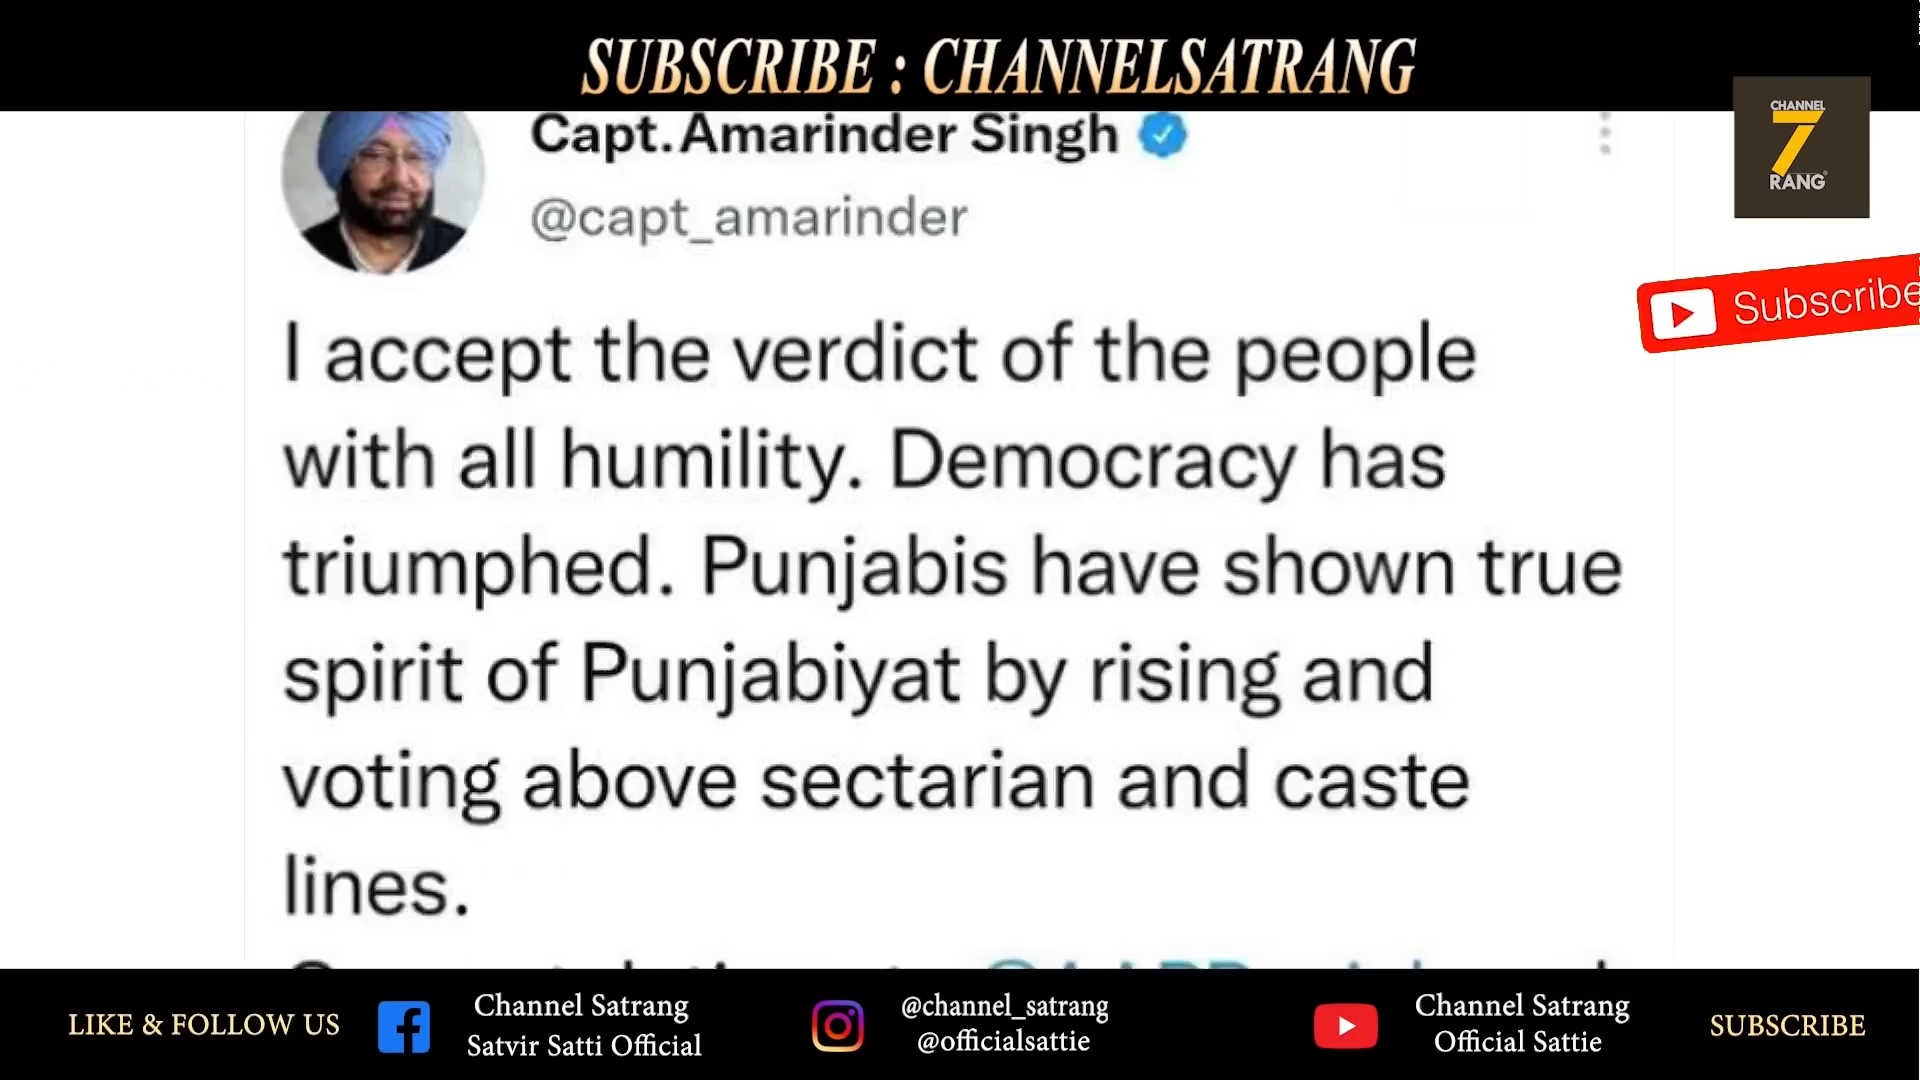 SUBSCRIBE : CHANNELSATRANG
CHANNEL
7
RANG
Capt. Amarinder Singh
@capt_amarinder
Subscribe
I accept the verdict of the people
with all humility. Democracy has
triumphed. Punjabis have shown true
spirit of Punjabiyat by rising and
voting above sectarian and caste
lines.
LIKE & FOLLOW US
Channel Satrang
Satvir Satti Official
@channel_satrang
@officialsattie
Channel Satrang
Official Sattie
SUBSCRIBE